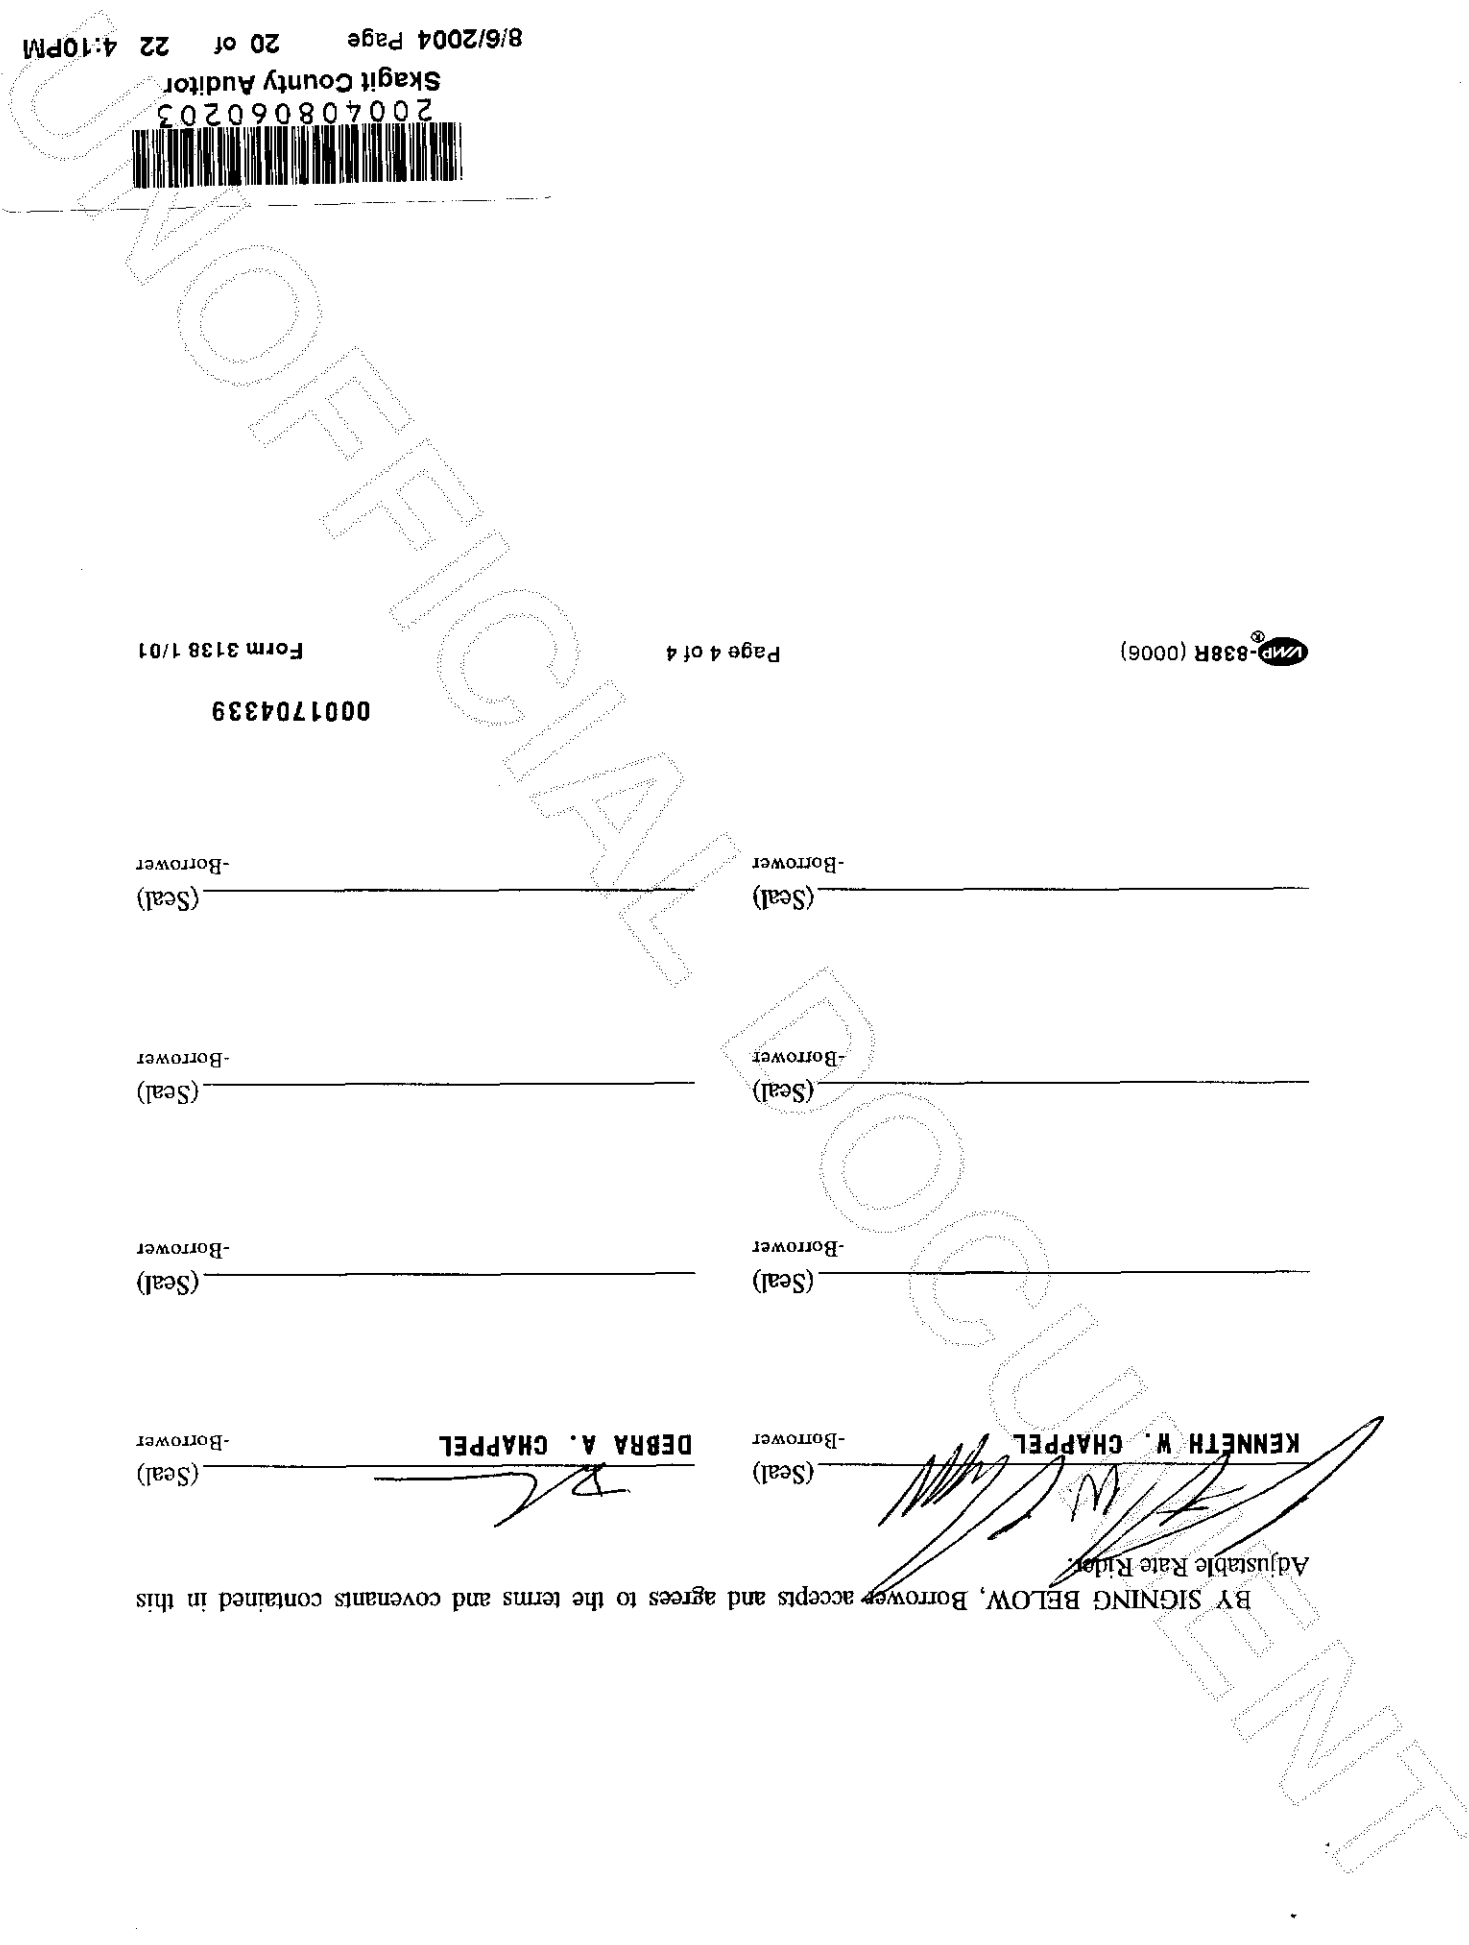 BY SIGNING BELOW, Borrower accepts and agrees to the terms and covenants contained in this
Adjustable Rate Rider.
(Seal) (Seal)
KENNETH W. CHAPPEL -Borrower DEBRA A. CHAPPEL -Borrower
(Seal) (Seal)
-Borrower -Borrower
(Seal) (Seal)
-Borrower -Borrower
(Seal) (Seal)
-Borrower -Borrower
0001704339
VMP-838R (0006) Page 4 of 4 Form 3138 1/01
®
200408060203
Skagit County Auditor
8/6/2004 Page 20 of 22 4:10PM
UNOFFICIAL DOCUMENT